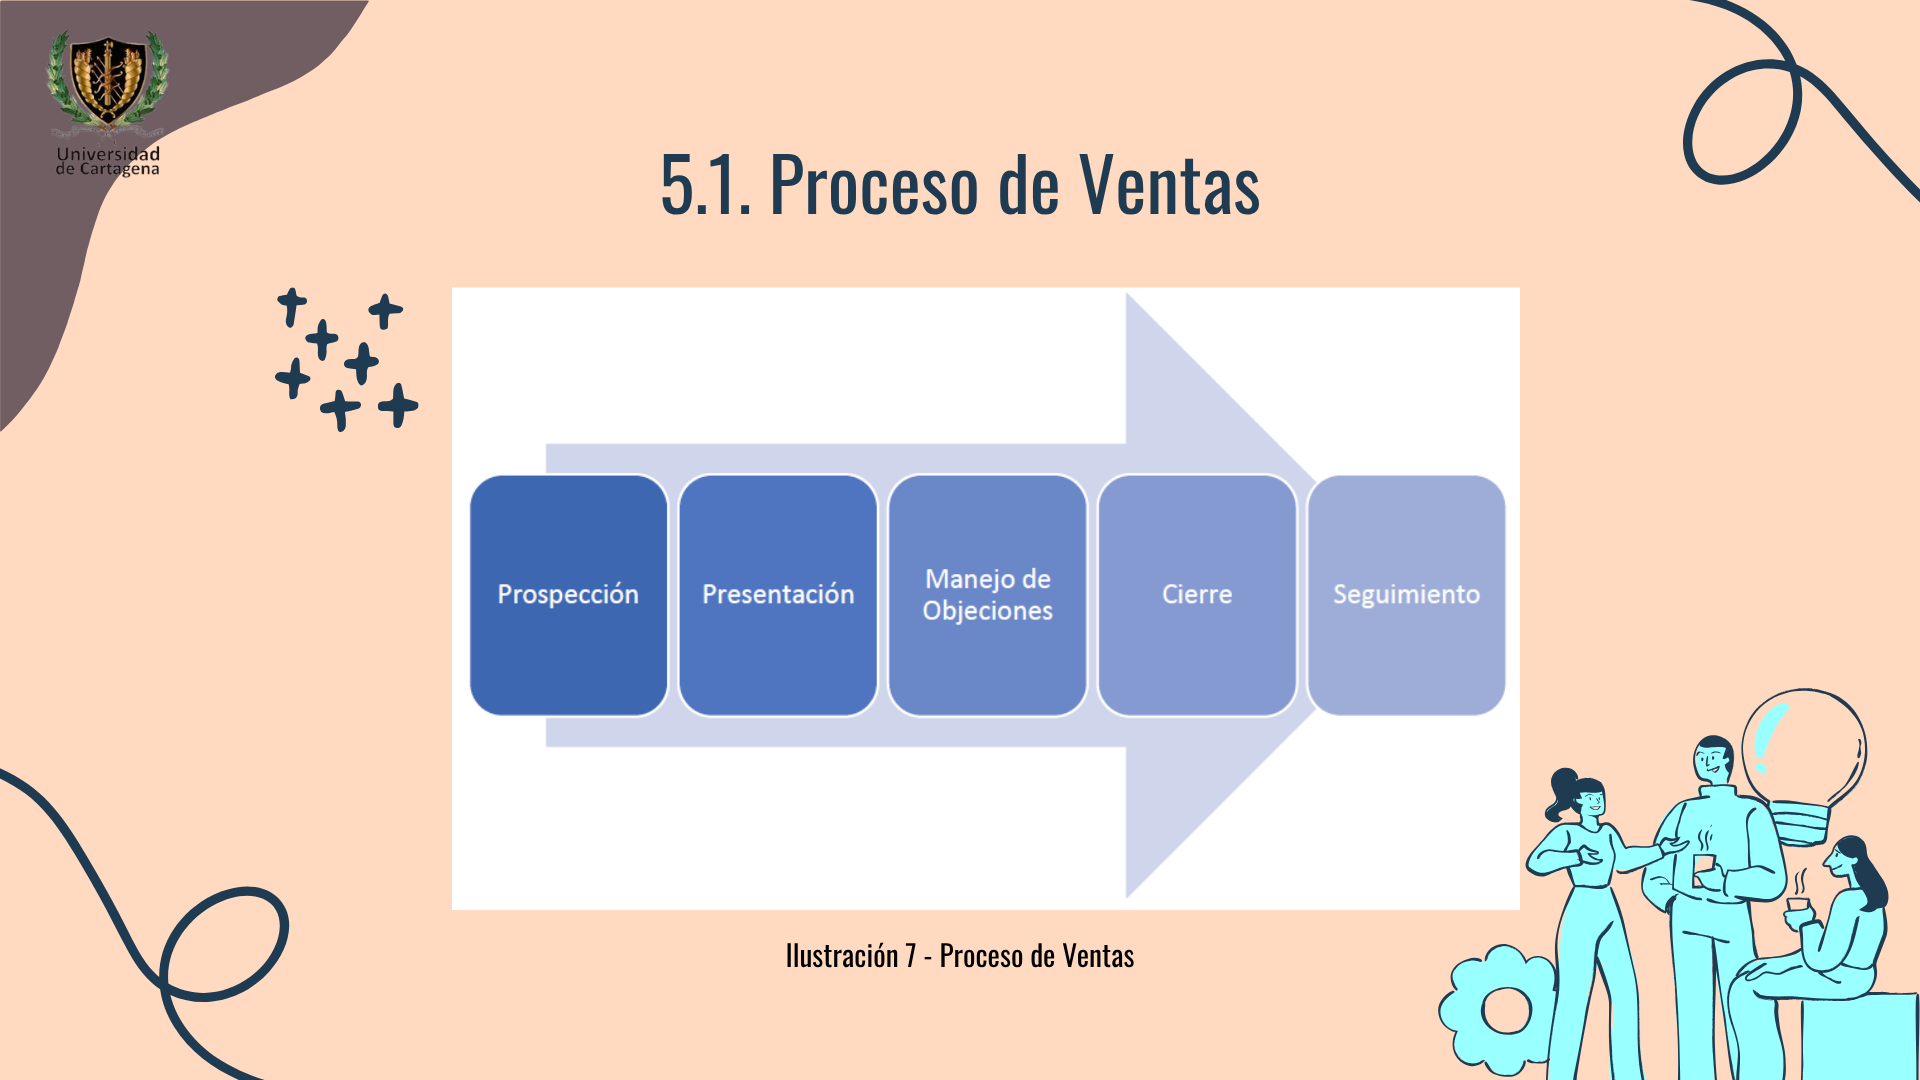 Universidad
de Cartagena
5.1. Proceso de Ventas
Prospección
Presentación
Manejo de
Objeciones
Cierre
Seguimiento
Ilustración 7 - Proceso de Ventas